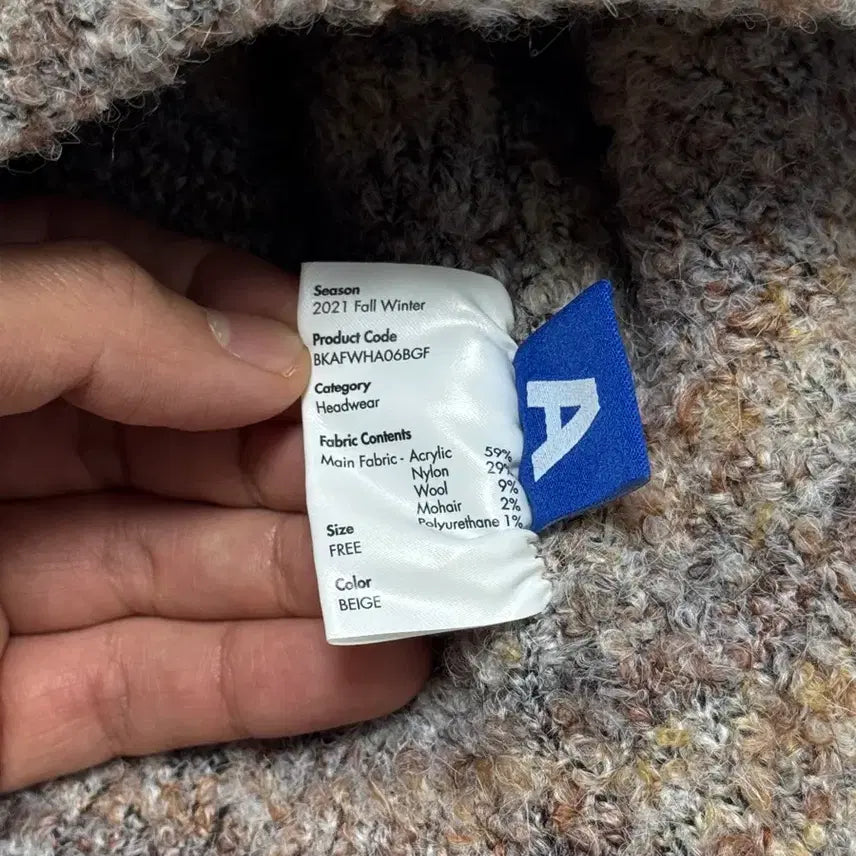 Season
2021 Fall Winter
Product Code
BKAFWHA06BGF
Category
Headwear
Fabric Contents
Main Fabric - Acrylic 59%
Nylon 29%
Wool 9%
Mohair 2%
Polyurethane 1%
Size
FREE
Color
BEIGE
A